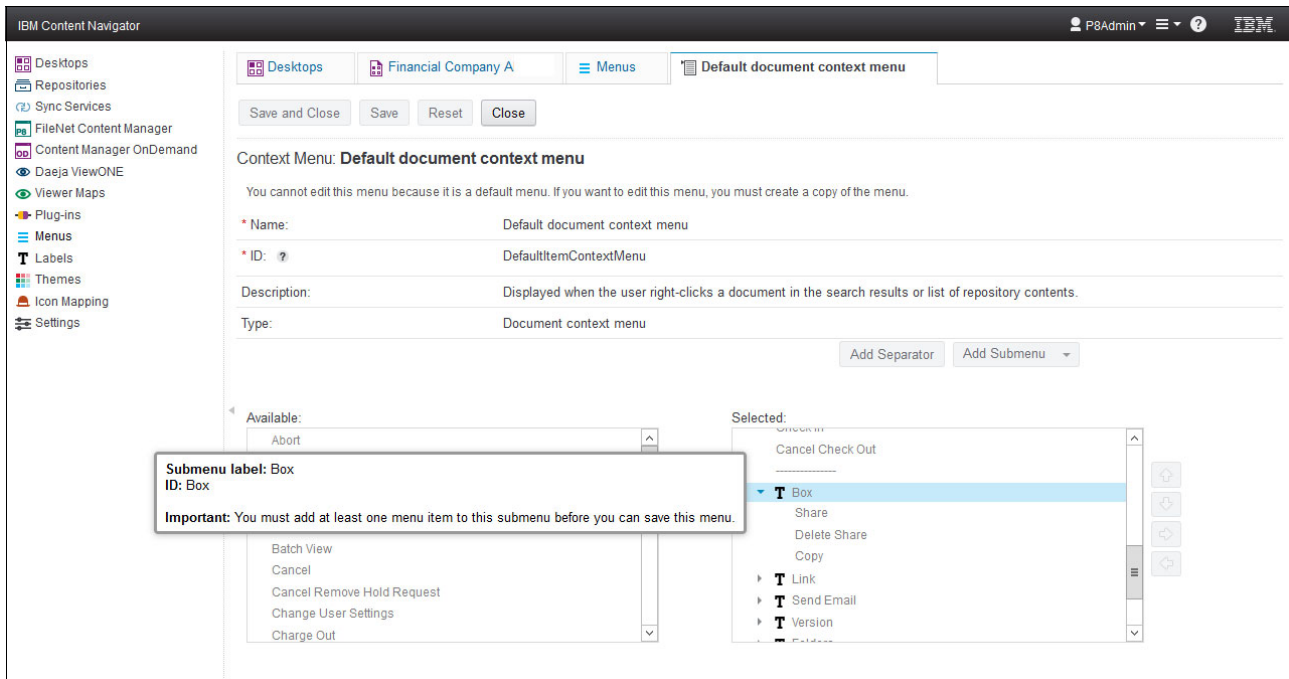 IBM Content Navigator
P8Admin
IBM
Desktops
Repositories
Sync Services
FileNet Content Manager
Content Manager OnDemand
Daeja ViewONE
Viewer Maps
Plug-ins
Menus
Labels
Themes
Icon Mapping
Settings
Desktops
Financial Company A
Menus
Default document context menu
Save and Close
Save
Reset
Close
Context Menu: Default document context menu
You cannot edit this menu because it is a default menu. If you want to edit this menu, you must create a copy of the menu.
* Name: Default document context menu
* ID: ? DefaultItemContextMenu
Description: Displayed when the user right-clicks a document in the search results or list of repository contents.
Type: Document context menu
Add Separator
Add Submenu
Available:
Abort
Submenu label: Box
ID: Box
Important: You must add at least one menu item to this submenu before you can save this menu.
Batch View
Cancel
Cancel Remove Hold Request
Change User Settings
Charge Out
Selected:
Check In
Cancel Check Out
---------------
T Box
Share
Delete Share
Copy
T Link
T Send Email
T Version
T Folders